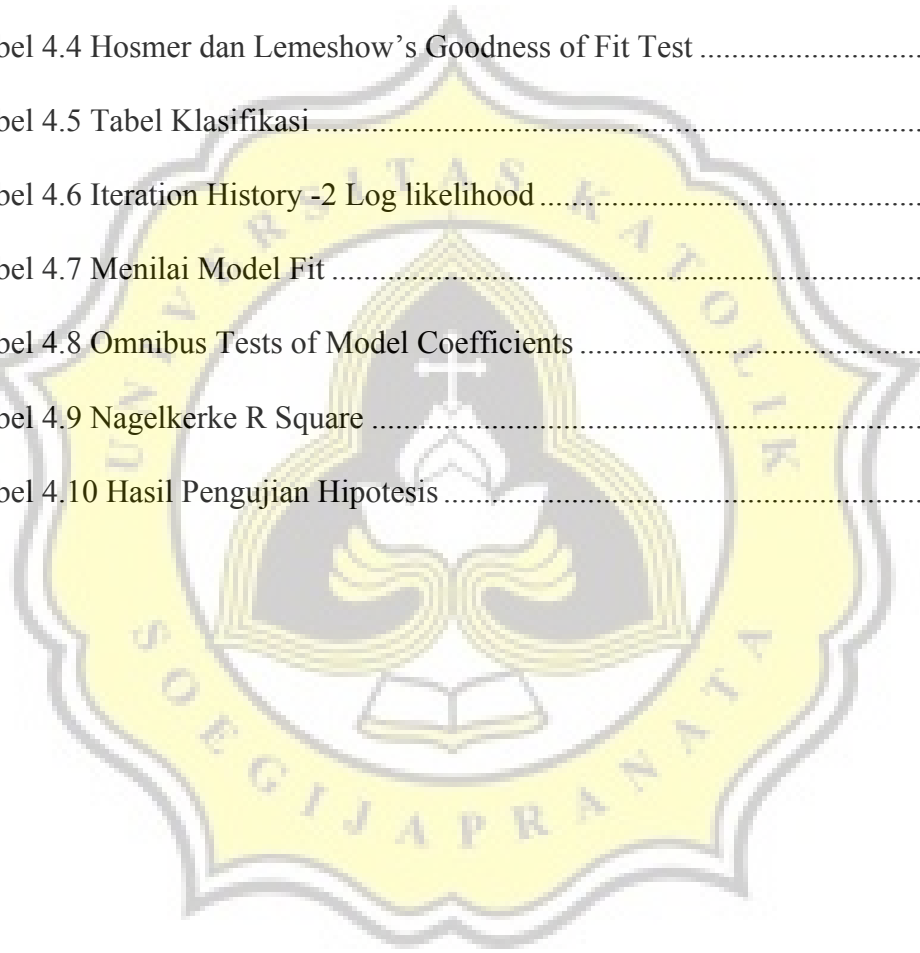 bel 4.4 Hosmer dan Lemeshow’s Goodness of Fit Test ............................
bel 4.5 Tabel Klasifikasi ............................................................................
bel 4.6 Iteration History -2 Log likelihood ................................................
bel 4.7 Menilai Model Fit ..........................................................................
bel 4.8 Omnibus Tests of Model Coefficients ...........................................
bel 4.9 Nagelkerke R Square .....................................................................
bel 4.10 Hasil Pengujian Hipotesis ............................................................
UNIVERSITAS KATOLIK
SOEGIJAPRANATA